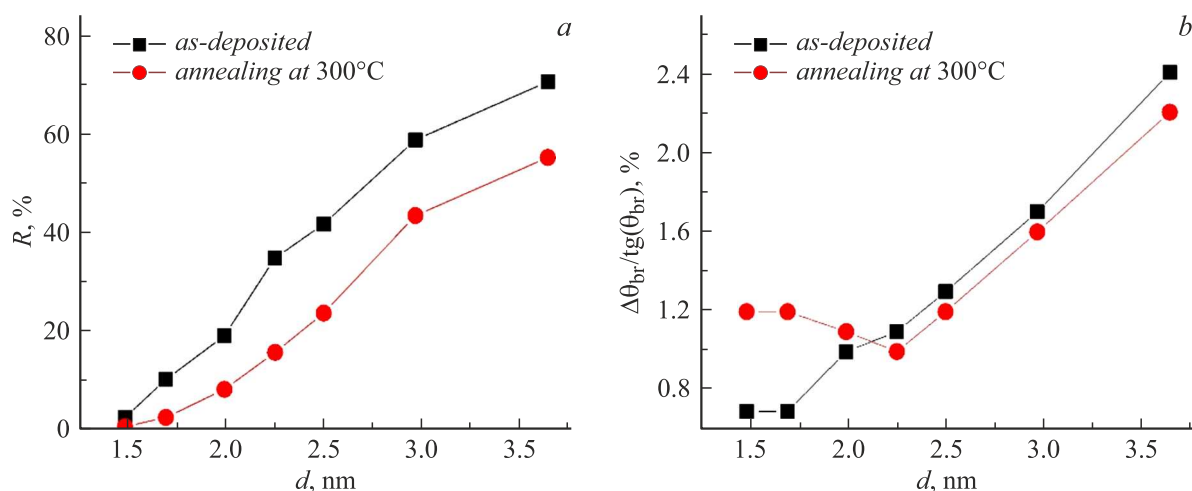 a
as-deposited
annealing at 300°C
R, %
80
60
40
20
0
1.5 2.0 2.5 3.0 3.5
d, nm
b
as-deposited
annealing at 300°C
Δθbr/tg(θbr), %
2.4
2.0
1.6
1.2
0.8
1.5 2.0 2.5 3.0 3.5
d, nm